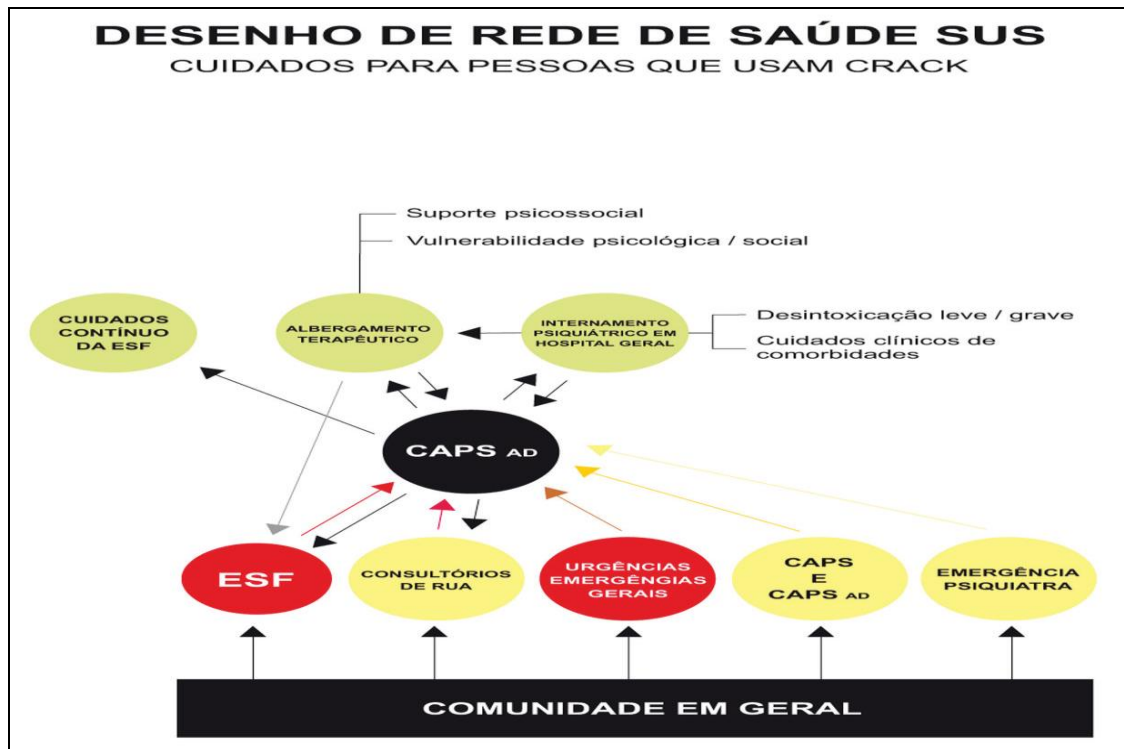 DESENHO DE REDE DE SAÚDE SUS
CUIDADOS PARA PESSOAS QUE USAM CRACK
Suporte psicossocial
Vulnerabilidade psicológica / social
CUIDADOS
CONTÍNUO
DA ESF
ALBERGAMENTO
TERAPÊUTICO
INTERNAMENTO
PSIQUIÁTRICO EM
HOSPITAL GERAL
Desintoxicação leve / grave
Cuidados clínicos de
comorbidades
CAPS AD
ESF
CONSULTÓRIOS
DE RUA
URGÊNCIAS
EMERGÊNGIAS
GERAIS
CAPS
E
CAPS AD
EMERGÊNCIA
PSIQUIATRA
COMUNIDADE EM GERAL